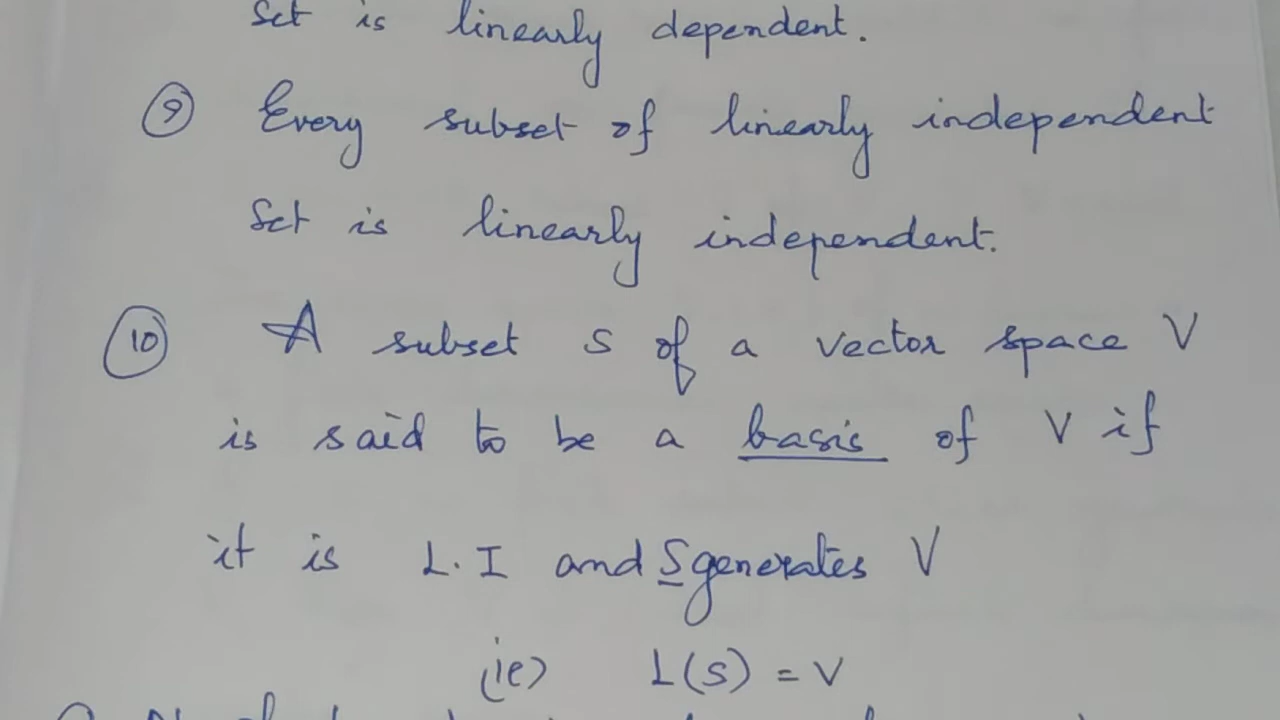 Set is linearly dependent.
9 Every subset of linearly independent
Set is linearly independent.
10 A subset S of a vector space V
is said to be a basis of V if
it is L.I and S generates V
(ie) L(S) = V